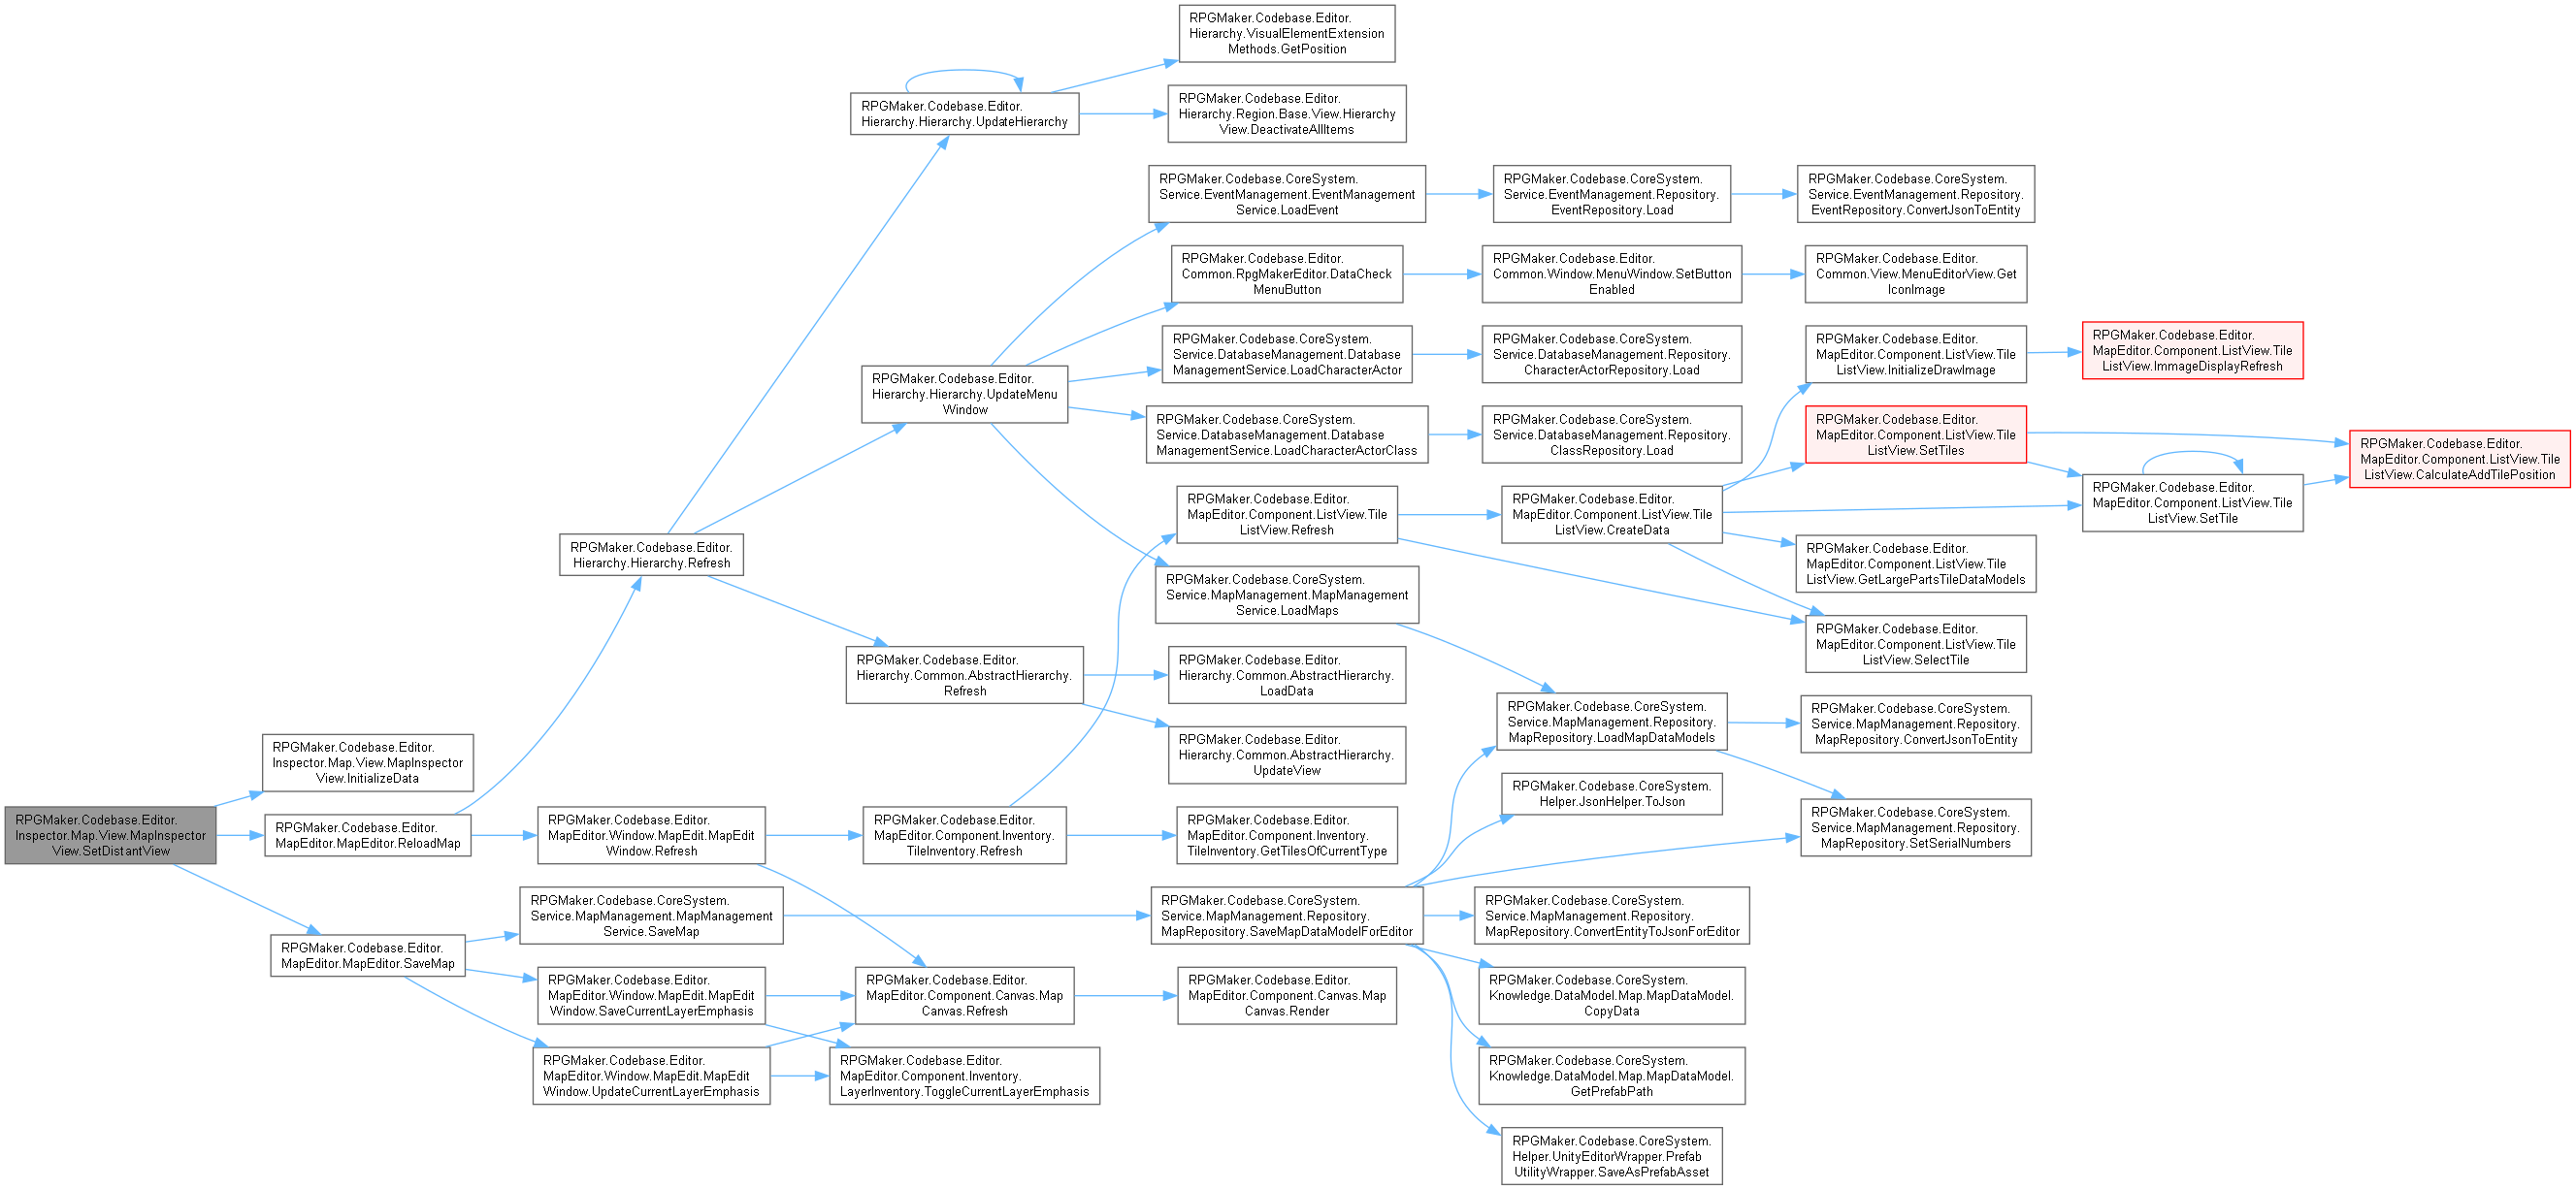 RPGMaker.Codebase.Editor.
Inspector.Map.View.MapInspector
View.SetDistantView
RPGMaker.Codebase.Editor.
Inspector.Map.View.MapInspector
View.InitializeData
RPGMaker.Codebase.Editor.
MapEditor.MapEditor.ReloadMap
RPGMaker.Codebase.Editor.
MapEditor.MapEditor.SaveMap
RPGMaker.Codebase.Editor.
Hierarchy.Hierarchy.Refresh
RPGMaker.Codebase.Editor.
MapEditor.Window.MapEdit.MapEdit
Window.Refresh
RPGMaker.Codebase.CoreSystem.
Service.MapManagement.MapManagement
Service.SaveMap
RPGMaker.Codebase.Editor.
MapEditor.Window.MapEdit.MapEdit
Window.SaveCurrentLayerEmphasis
RPGMaker.Codebase.Editor.
MapEditor.Window.MapEdit.MapEdit
Window.UpdateCurrentLayerEmphasis
RPGMaker.Codebase.Editor.
Hierarchy.Hierarchy.UpdateHierarchy
RPGMaker.Codebase.Editor.
Hierarchy.Hierarchy.UpdateMenu
Window
RPGMaker.Codebase.Editor.
Hierarchy.Common.AbstractHierarchy.
Refresh
RPGMaker.Codebase.Editor.
MapEditor.Component.Inventory.
TileInventory.Refresh
RPGMaker.Codebase.Editor.
MapEditor.Component.Canvas.Map
Canvas.Refresh
RPGMaker.Codebase.Editor.
MapEditor.Component.Inventory.
LayerInventory.ToggleCurrentLayerEmphasis
RPGMaker.Codebase.Editor.
Hierarchy.VisualElementExtension
Methods.GetPosition
RPGMaker.Codebase.Editor.
Hierarchy.Region.Base.View.Hierarchy
View.DeactivateAllItems
RPGMaker.Codebase.CoreSystem.
Service.EventManagement.EventManagement
Service.LoadEvent
RPGMaker.Codebase.Editor.
Common.RpgMakerEditor.DataCheck
MenuButton
RPGMaker.Codebase.CoreSystem.
Service.DatabaseManagement.Database
ManagementService.LoadCharacterActor
RPGMaker.Codebase.CoreSystem.
Service.DatabaseManagement.Database
ManagementService.LoadCharacterActorClass
RPGMaker.Codebase.Editor.
MapEditor.Component.ListView.Tile
ListView.Refresh
RPGMaker.Codebase.CoreSystem.
Service.MapManagement.MapManagement
Service.LoadMaps
RPGMaker.Codebase.Editor.
Hierarchy.Common.AbstractHierarchy.
LoadData
RPGMaker.Codebase.Editor.
Hierarchy.Common.AbstractHierarchy.
UpdateView
RPGMaker.Codebase.Editor.
MapEditor.Component.Inventory.
TileInventory.GetTilesOfCurrentType
RPGMaker.Codebase.CoreSystem.
Service.MapManagement.Repository.
MapRepository.SaveMapDataModelForEditor
RPGMaker.Codebase.Editor.
MapEditor.Component.Canvas.Map
Canvas.Render
RPGMaker.Codebase.CoreSystem.
Service.EventManagement.Repository.
EventRepository.Load
RPGMaker.Codebase.Editor.
Common.Window.MenuWindow.SetButton
Enabled
RPGMaker.Codebase.CoreSystem.
Service.DatabaseManagement.Repository.
CharacterActorRepository.Load
RPGMaker.Codebase.CoreSystem.
Service.DatabaseManagement.Repository.
ClassRepository.Load
RPGMaker.Codebase.Editor.
MapEditor.Component.ListView.Tile
ListView.CreateData
RPGMaker.Codebase.CoreSystem.
Service.MapManagement.Repository.
MapRepository.LoadMapDataModels
RPGMaker.Codebase.CoreSystem.
Helper.JsonHelper.ToJson
RPGMaker.Codebase.CoreSystem.
Service.MapManagement.Repository.
MapRepository.ConvertEntityToJsonForEditor
RPGMaker.Codebase.CoreSystem.
Knowledge.DataModel.Map.MapDataModel.
CopyData
RPGMaker.Codebase.CoreSystem.
Knowledge.DataModel.Map.MapDataModel.
GetPrefabPath
RPGMaker.Codebase.CoreSystem.
Helper.UnityEditorWrapper.Prefab
UtilityWrapper.SaveAsPrefabAsset
RPGMaker.Codebase.CoreSystem.
Service.EventManagement.Repository.
EventRepository.ConvertJsonToEntity
RPGMaker.Codebase.Editor.
Common.View.MenuEditorView.Get
IconImage
RPGMaker.Codebase.Editor.
MapEditor.Component.ListView.Tile
ListView.InitializeDrawImage
RPGMaker.Codebase.Editor.
MapEditor.Component.ListView.Tile
ListView.SetTiles
RPGMaker.Codebase.Editor.
MapEditor.Component.ListView.Tile
ListView.GetLargePartsTileDataModels
RPGMaker.Codebase.Editor.
MapEditor.Component.ListView.Tile
ListView.SelectTile
RPGMaker.Codebase.CoreSystem.
Service.MapManagement.Repository.
MapRepository.ConvertJsonToEntity
RPGMaker.Codebase.CoreSystem.
Service.MapManagement.Repository.
MapRepository.SetSerialNumbers
RPGMaker.Codebase.Editor.
MapEditor.Component.ListView.Tile
ListView.ImmageDisplayRefresh
RPGMaker.Codebase.Editor.
MapEditor.Component.ListView.Tile
ListView.SetTile
RPGMaker.Codebase.Editor.
MapEditor.Component.ListView.Tile
ListView.CalculateAddTilePosition